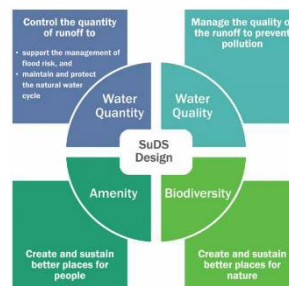 Control the quantity
of runoff to
• support the management of
flood risk, and
• maintain and protect
the natural water
cycle
Manage the quality of
the runoff to prevent
pollution
Water
Quantity
Water
Quality
SuDS
Design
Amenity
Biodiversity
Create and sustain
better places for
people
Create and sustain
better places for
nature